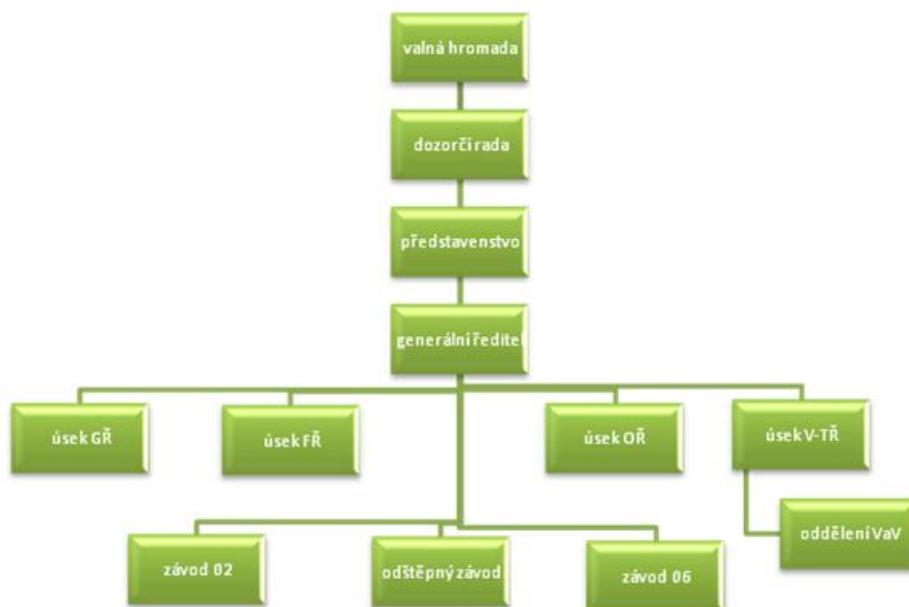 valná hromada
dozorčí rada
představenstvo
generální ředitel
úsek GŘ
úsek FŘ
úsek OŘ
úsek V-TŘ
oddělení VaV
závod 02
odštěpný závod
závod 06